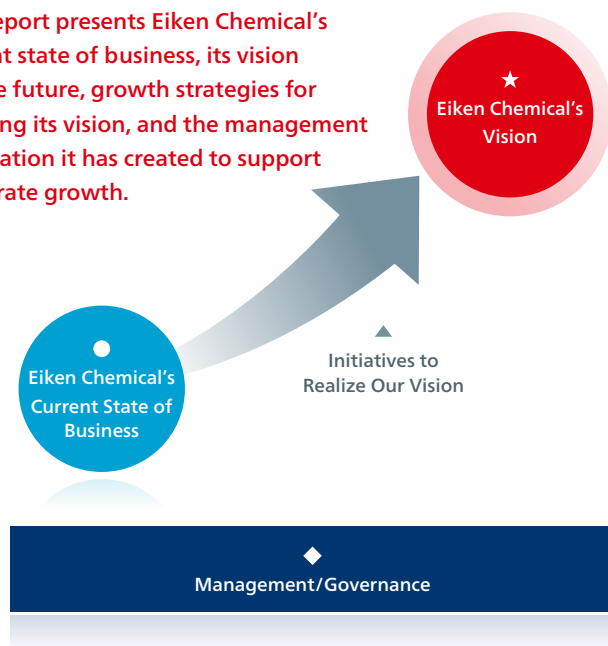 eport presents Eiken Chemical's
nt state of business, its vision
e future, growth strategies for
ng its vision, and the management
ation it has created to support
rate growth.
Eiken Chemical's
Vision
Initiatives to
Realize Our Vision
Eiken Chemical's
Current State of
Business
Management/Governance